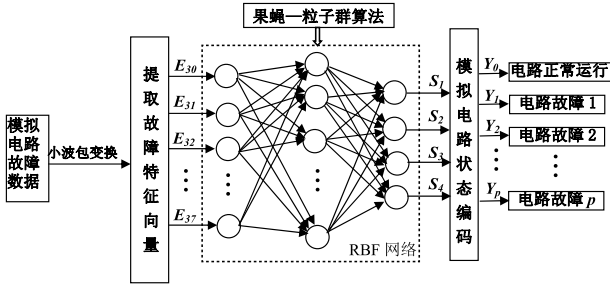 果蝇—粒子群算法
模拟
电路
故障
数据
小波包变换
提取故障特征向量
E30
E31
E32
E37
RBF 网络
S1
S2
S3
S4
模拟电路状态编码
Y0
Y1
Y2
Yp
电路正常运行
电路故障 1
电路故障 2
电路故障 p